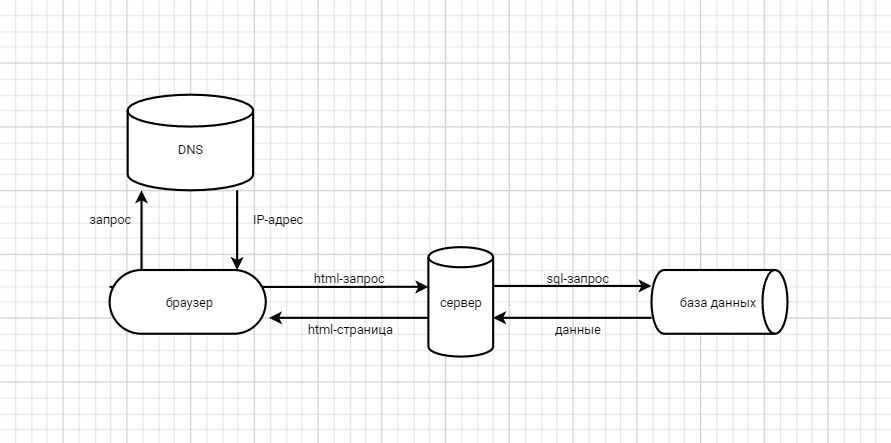 DNS
запрос
IP-адрес
браузер
html-запрос
html-страница
сервер
sql-запрос
данные
база данных